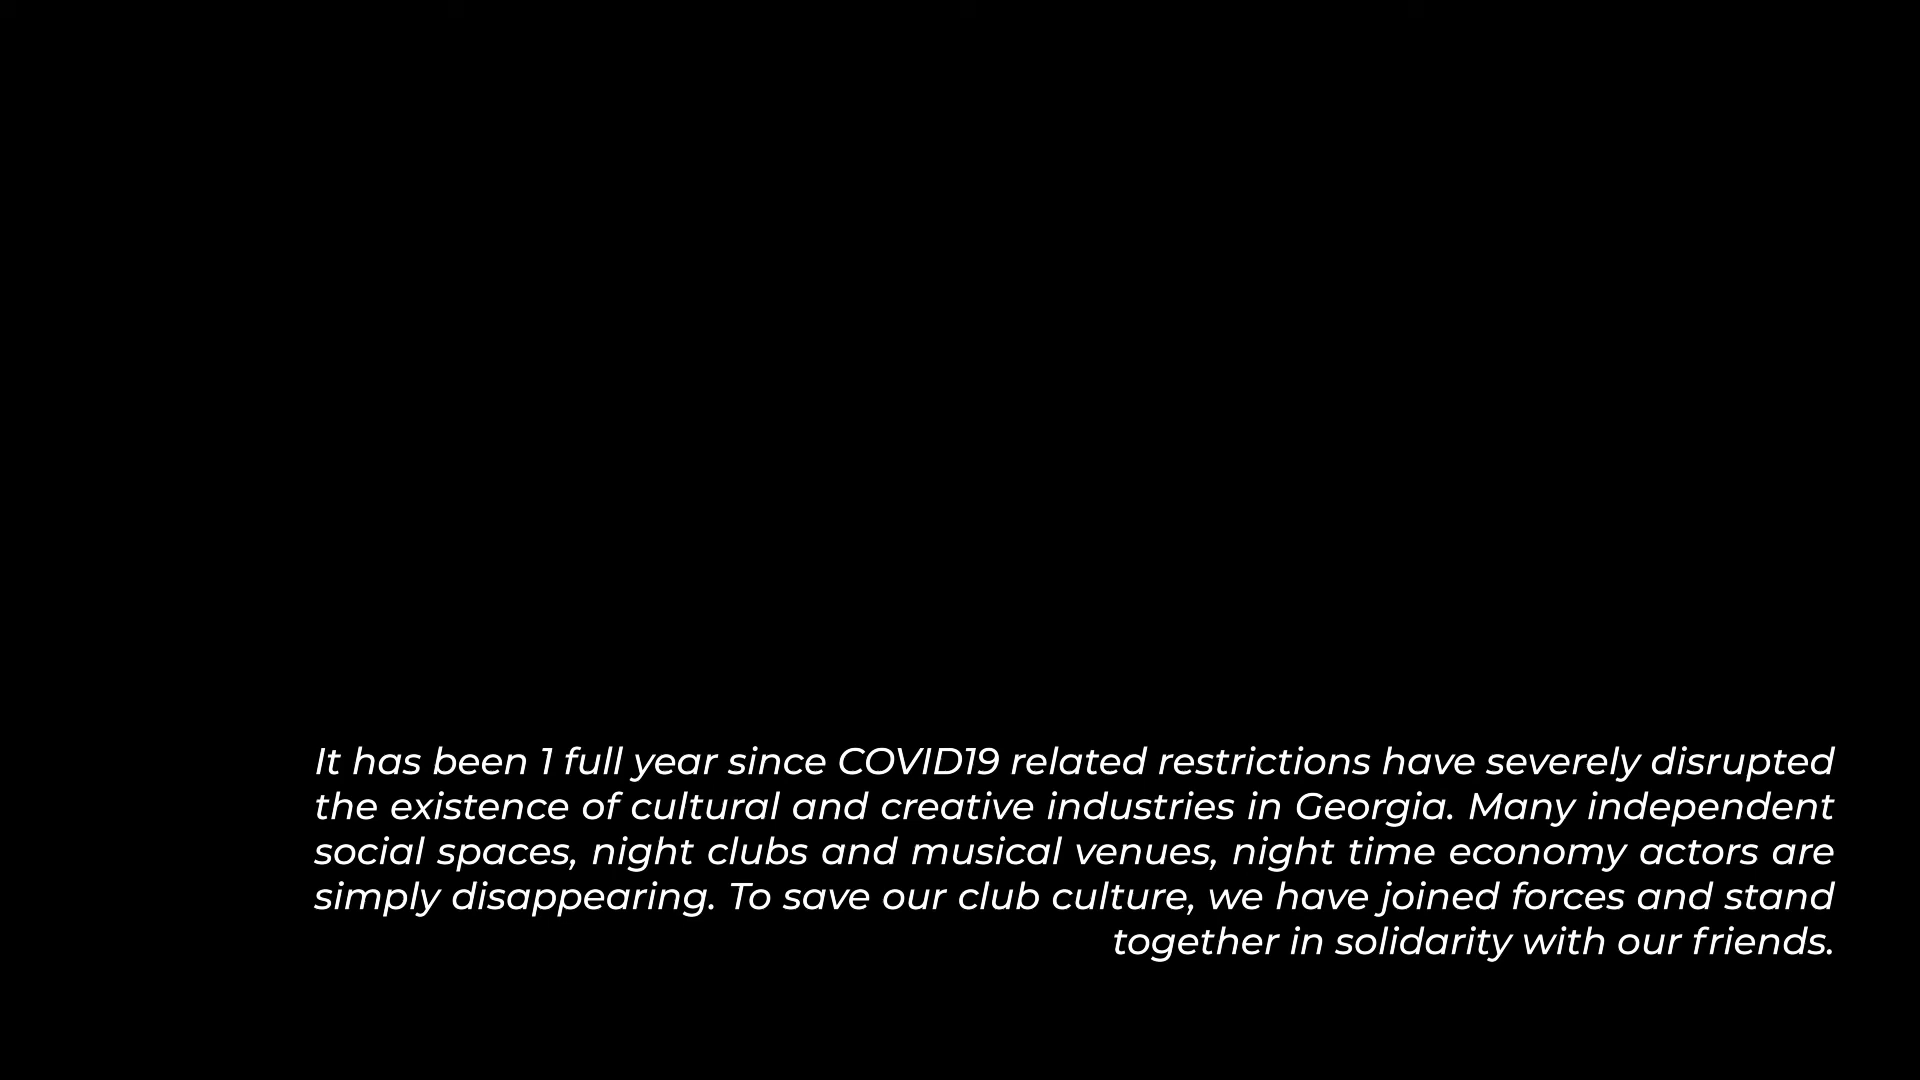 It has been 1 full year since COVID19 related restrictions have severely disrupted
the existence of cultural and creative industries in Georgia. Many independent
social spaces, night clubs and musical venues, night time economy actors are
simply disappearing. To save our club culture, we have joined forces and stand
together in solidarity with our friends.